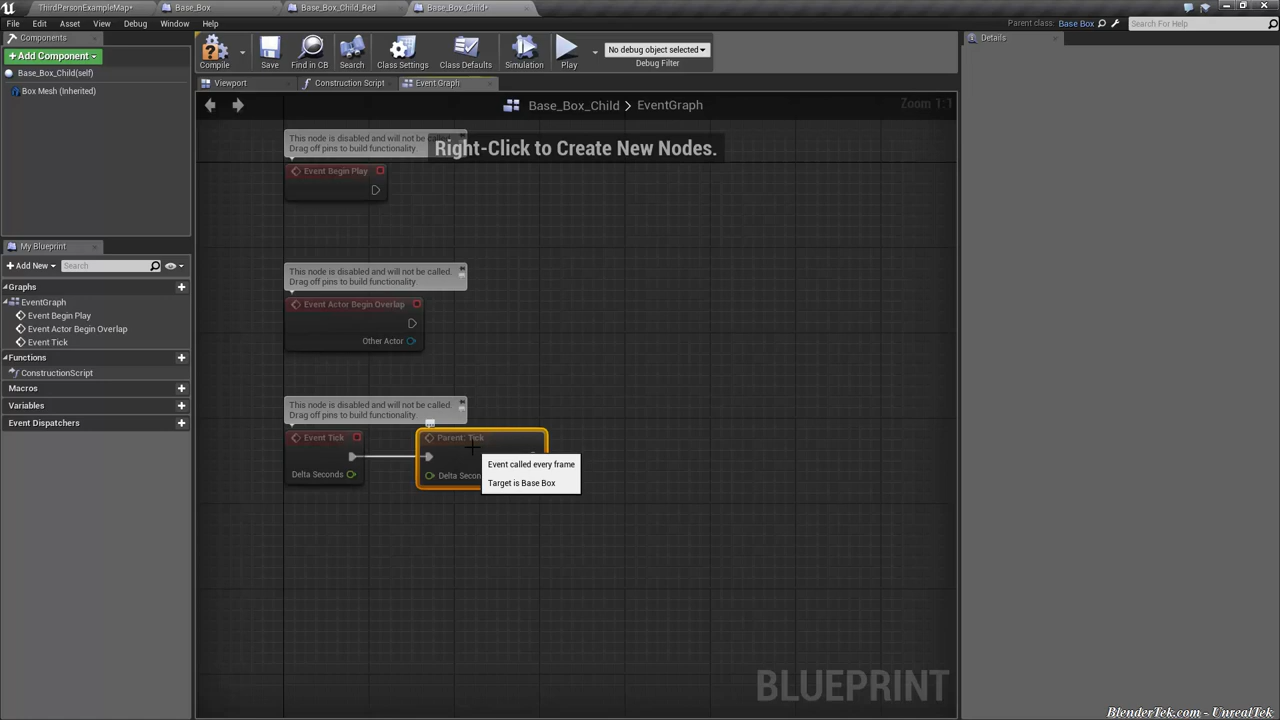 ThirdPersonExampleMap*
Base_Box
Base_Box_Child_Red
Base_Box_Child*
File Edit Asset View Debug Window Help
Parent class: Base Box
Search For Help
Components
Details
Add Component
Base_Box_Child(self)
Box Mesh (Inherited)
Compile
Save
Find in CB
Search
Class Settings
Class Defaults
Simulation
Play
No debug object selected
Debug Filter
Viewport
Construction Script
Event Graph
Base_Box_Child > EventGraph
Zoom 1:1
Right-Click to Create New Nodes.
This node is disabled and will not be called.
Drag off pins to build functionality.
Event Begin Play
My Blueprint
Add New
Search
Graphs
EventGraph
Event Begin Play
Event Actor Begin Overlap
Event Tick
Functions
ConstructionScript
Macros
Variables
Event Dispatchers
This node is disabled and will not be called.
Drag off pins to build functionality.
Event Actor Begin Overlap
Other Actor
This node is disabled and will not be called.
Drag off pins to build functionality.
Event Tick
Delta Seconds
Parent: Tick
Delta Secon
Event called every frame
Target is Base Box
BLUEPRINT
BlenderTek.com - UnrealTek